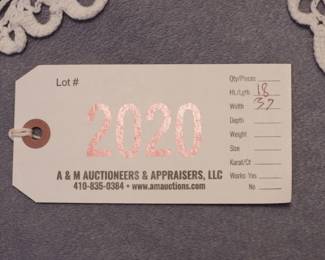 Lot #
2020
A & M AUCTIONEERS & APPRAISERS, LLC
410-835-0384 • www.amauctions.com
Qty/Pieces
Ht./Lgth 18
Width 37
Depth
Weight
Size
Karat/Ct
Works- Yes
No